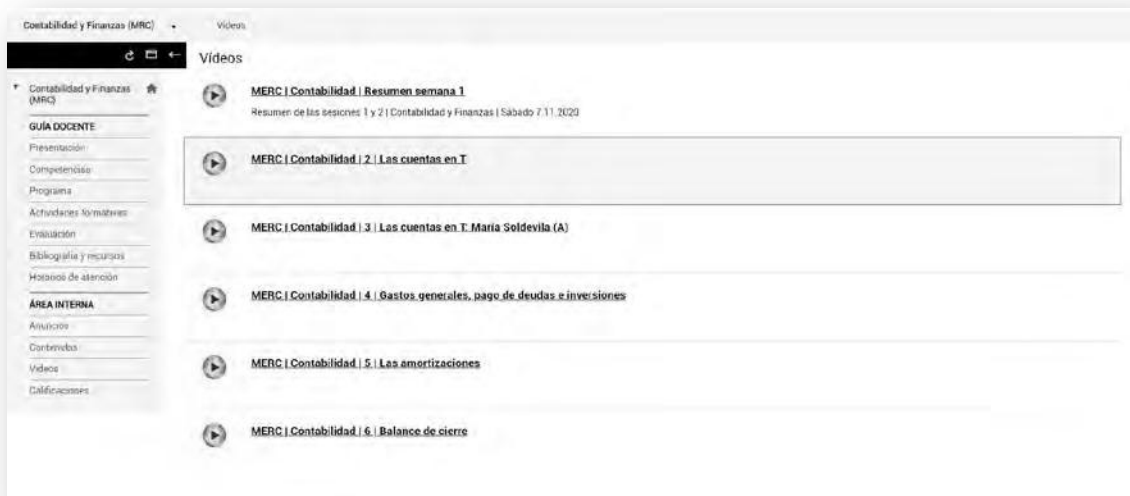 Contabilidad y Finanzas (MRC)
Vídeos
Vídeos
Contabilidad y Finanzas
(MRC)
GUÍA DOCENTE
Presentación
Competencias
Programa
Actividades formativas
Evaluación
Bibliografía y recursos
Horarios de atención
ÁREA INTERNA
Anuncios
Contenidos
Vídeos
Calificaciones
MERC | Contabilidad | Resumen semana 1
Resumen de las sesiones 1 y 2 | Contabilidad y Finanzas | Sábado 7.11.2020
MERC | Contabilidad | 2 | Las cuentas en T
MERC | Contabilidad | 3 | Las cuentas en T: María Soldevila (A)
MERC | Contabilidad | 4 | Gastos generales, pago de deudas e inversiones
MERC | Contabilidad | 5 | Las amortizaciones
MERC | Contabilidad | 6 | Balance de cierre